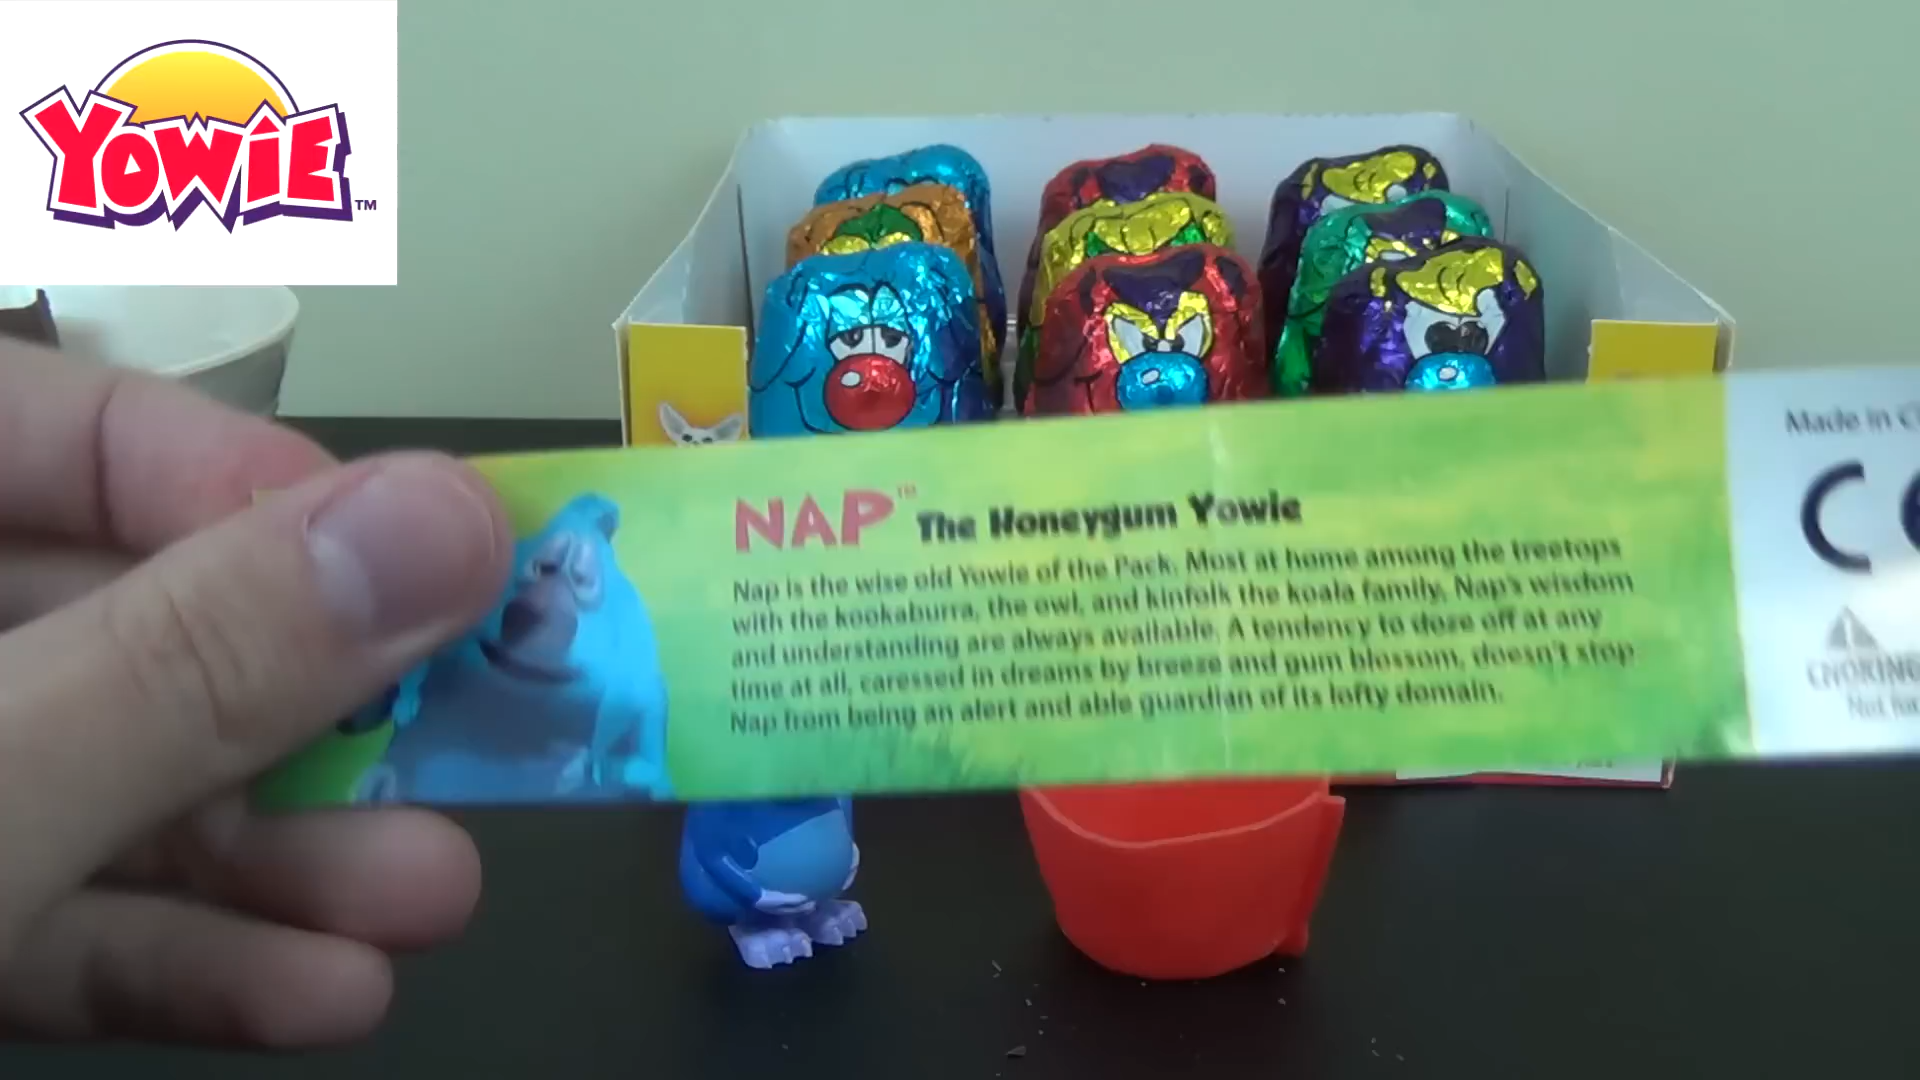 YOWIE™
NAP™ The Honeygum Yowie
Nap is the wise old Yowie of the Pack. Most at home among the treetops
with the kookaburra, the owl, and kinfolk the koala family, Nap's wisdom
and understanding are always available. A tendency to doze off at any
time at all, caressed in dreams by breeze and gum blossom, doesn't stop
Nap from being an alert and able guardian of its lofty domain.
Made in
CE
Not for